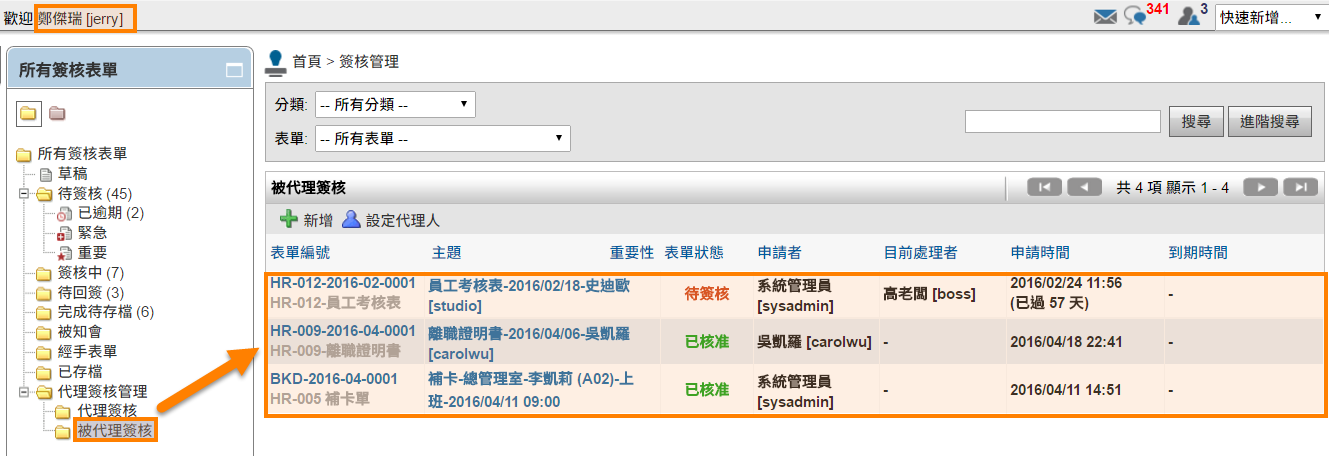 歡迎 鄭傑瑞 [jerry]
341
3
快速新增...
所有簽核表單
首頁 > 簽核管理
分類: -- 所有分類 --
表單: -- 所有表單 --
搜尋
進階搜尋
所有簽核表單
草稿
待簽核 (45)
已逾期 (2)
緊急
重要
簽核中 (7)
待回簽 (3)
完成待存檔 (6)
被知會
經手表單
已存檔
代理簽核管理
代理簽核
被代理簽核
被代理簽核
共 4 項 顯示 1 - 4
新增 設定代理人
表單編號 主題 重要性 表單狀態 申請者 目前處理者 申請時間 到期時間
HR-012-2016-02-0001
HR-012-員工考核表
員工考核表-2016/02/18-史迪歐
[studio]
待簽核
系統管理員
[sysadmin]
高老闆 [boss]
2016/02/24 11:56
(已過 57 天)
-
HR-009-2016-04-0001
HR-009-離職證明書
離職證明書-2016/04/06-吳凱羅
[carolwu]
已核准
吳凱羅 [carolwu]
-
2016/04/18 22:41
-
BKD-2016-04-0001
HR-005 補卡單
補卡-總管理室-李凱莉 (A02)-上
班-2016/04/11 09:00
已核准
系統管理員
[sysadmin]
-
2016/04/11 14:51
-